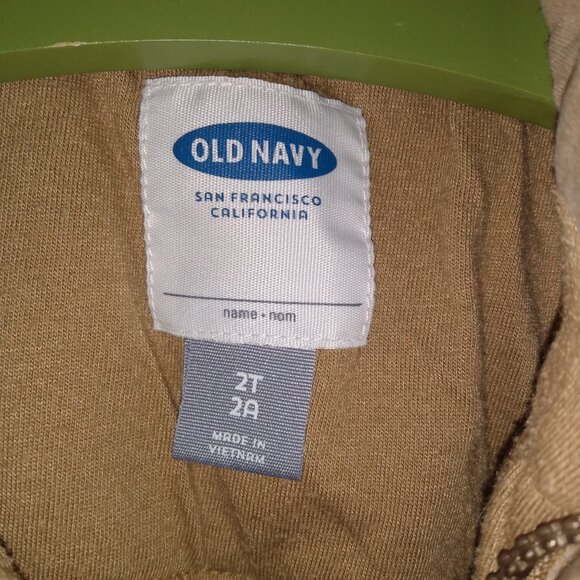 OLD NAVY
SAN FRANCISCO
CALIFORNIA
name • nom
2T
2A
MADE IN
VIETNAM